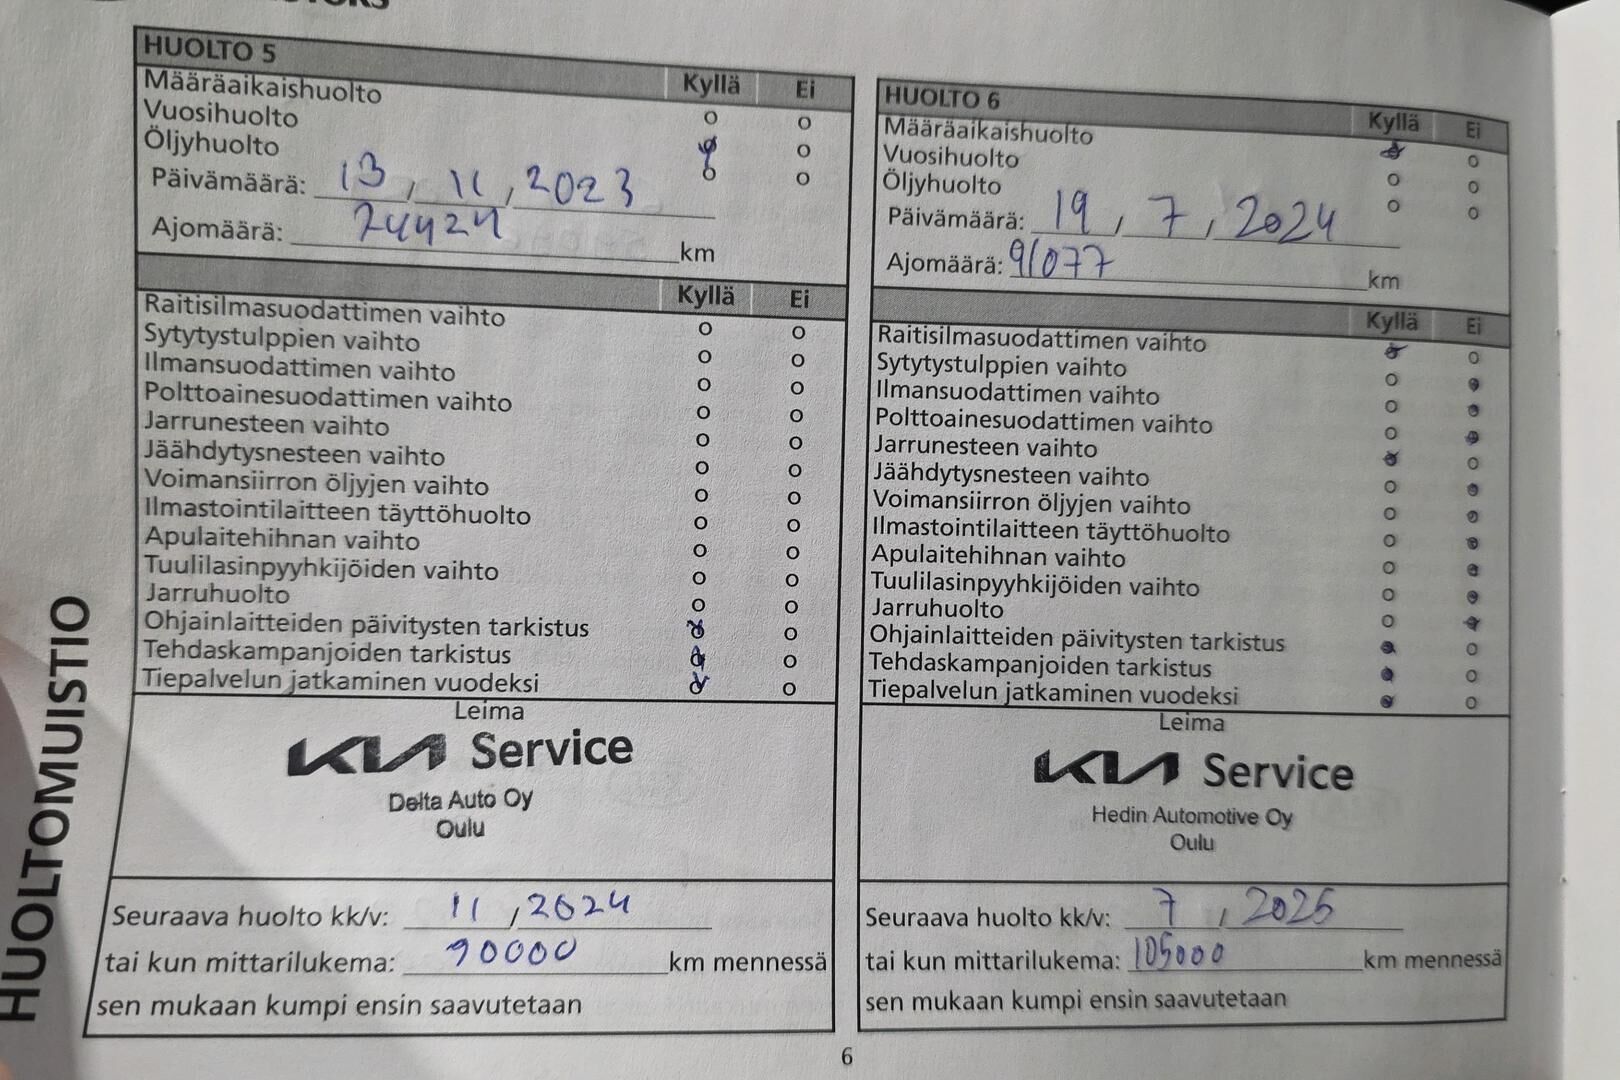 HUOLTO 5
Kyllä Ei
Määräaikaishuolto
Vuosihuolto
Öljyhuolto
Päivämäärä: 13, 11, 2023
Ajomäärä: 74424 km
Kyllä Ei
Raitisilmasuodattimen vaihto
Sytytystulppien vaihto
Ilmansuodattimen vaihto
Polttoainesuodattimen vaihto
Jarrunesteen vaihto
Jäähdytysnesteen vaihto
Voimansiirron öljyjen vaihto
Ilmastointilaitteen täyttöhuolto
Apulaitehihnan vaihto
Tuulilasinpyyhkijöiden vaihto
Jarruhuolto
Ohjainlaitteiden päivitysten tarkistus
Tehdaskampanjoiden tarkistus
Tiepalvelun jatkaminen vuodeksi
Leima
KIA Service
Delta Auto Oy
Oulu
Seuraava huolto kk/v: 11, 2024
tai kun mittarilukema: 90000 km mennessä
sen mukaan kumpi ensin saavutetaan
HUOLTO 6
Kyllä Ei
Määräaikaishuolto
Vuosihuolto
Öljyhuolto
Päivämäärä: 19, 7, 2024
Ajomäärä: 91077 km
Kyllä Ei
Raitisilmasuodattimen vaihto
Sytytystulppien vaihto
Ilmansuodattimen vaihto
Polttoainesuodattimen vaihto
Jarrunesteen vaihto
Jäähdytysnesteen vaihto
Voimansiirron öljyjen vaihto
Ilmastointilaitteen täyttöhuolto
Apulaitehihnan vaihto
Tuulilasinpyyhkijöiden vaihto
Jarruhuolto
Ohjainlaitteiden päivitysten tarkistus
Tehdaskampanjoiden tarkistus
Tiepalvelun jatkaminen vuodeksi
Leima
KIA Service
Hedin Automotive Oy
Oulu
Seuraava huolto kk/v: 7, 2025
tai kun mittarilukema: 105000 km mennessä
sen mukaan kumpi ensin saavutetaan
HUOLTOMUISTIO
6